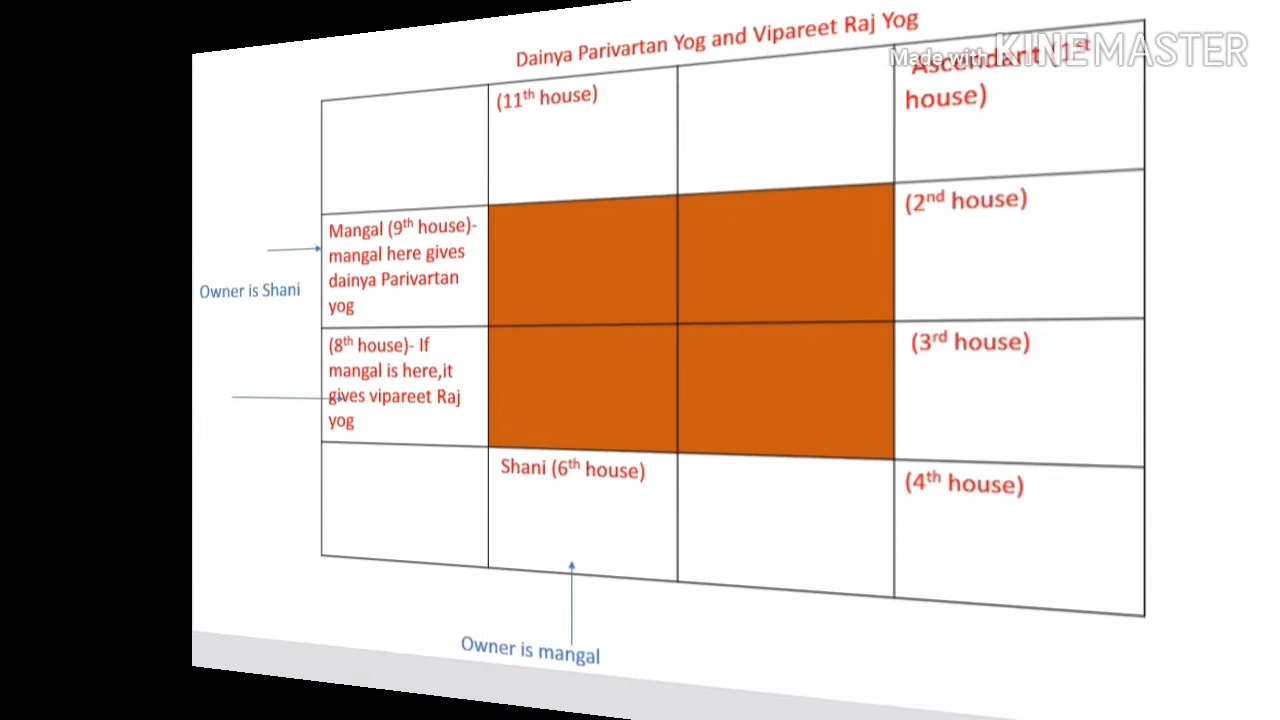 Dainya Parivartan Yog and Vipareet Raj Yog
Made with KINEMASTER
(11th house)
Ascendant (1st
house)
Mangal (9th house)-
mangal here gives
dainya Parivartan
yog
(2nd house)
Owner is Shani
(8th house)- If
mangal is here,it
gives vipareet Raj
yog
(3rd house)
Shani (6th house)
(4th house)
Owner is mangal